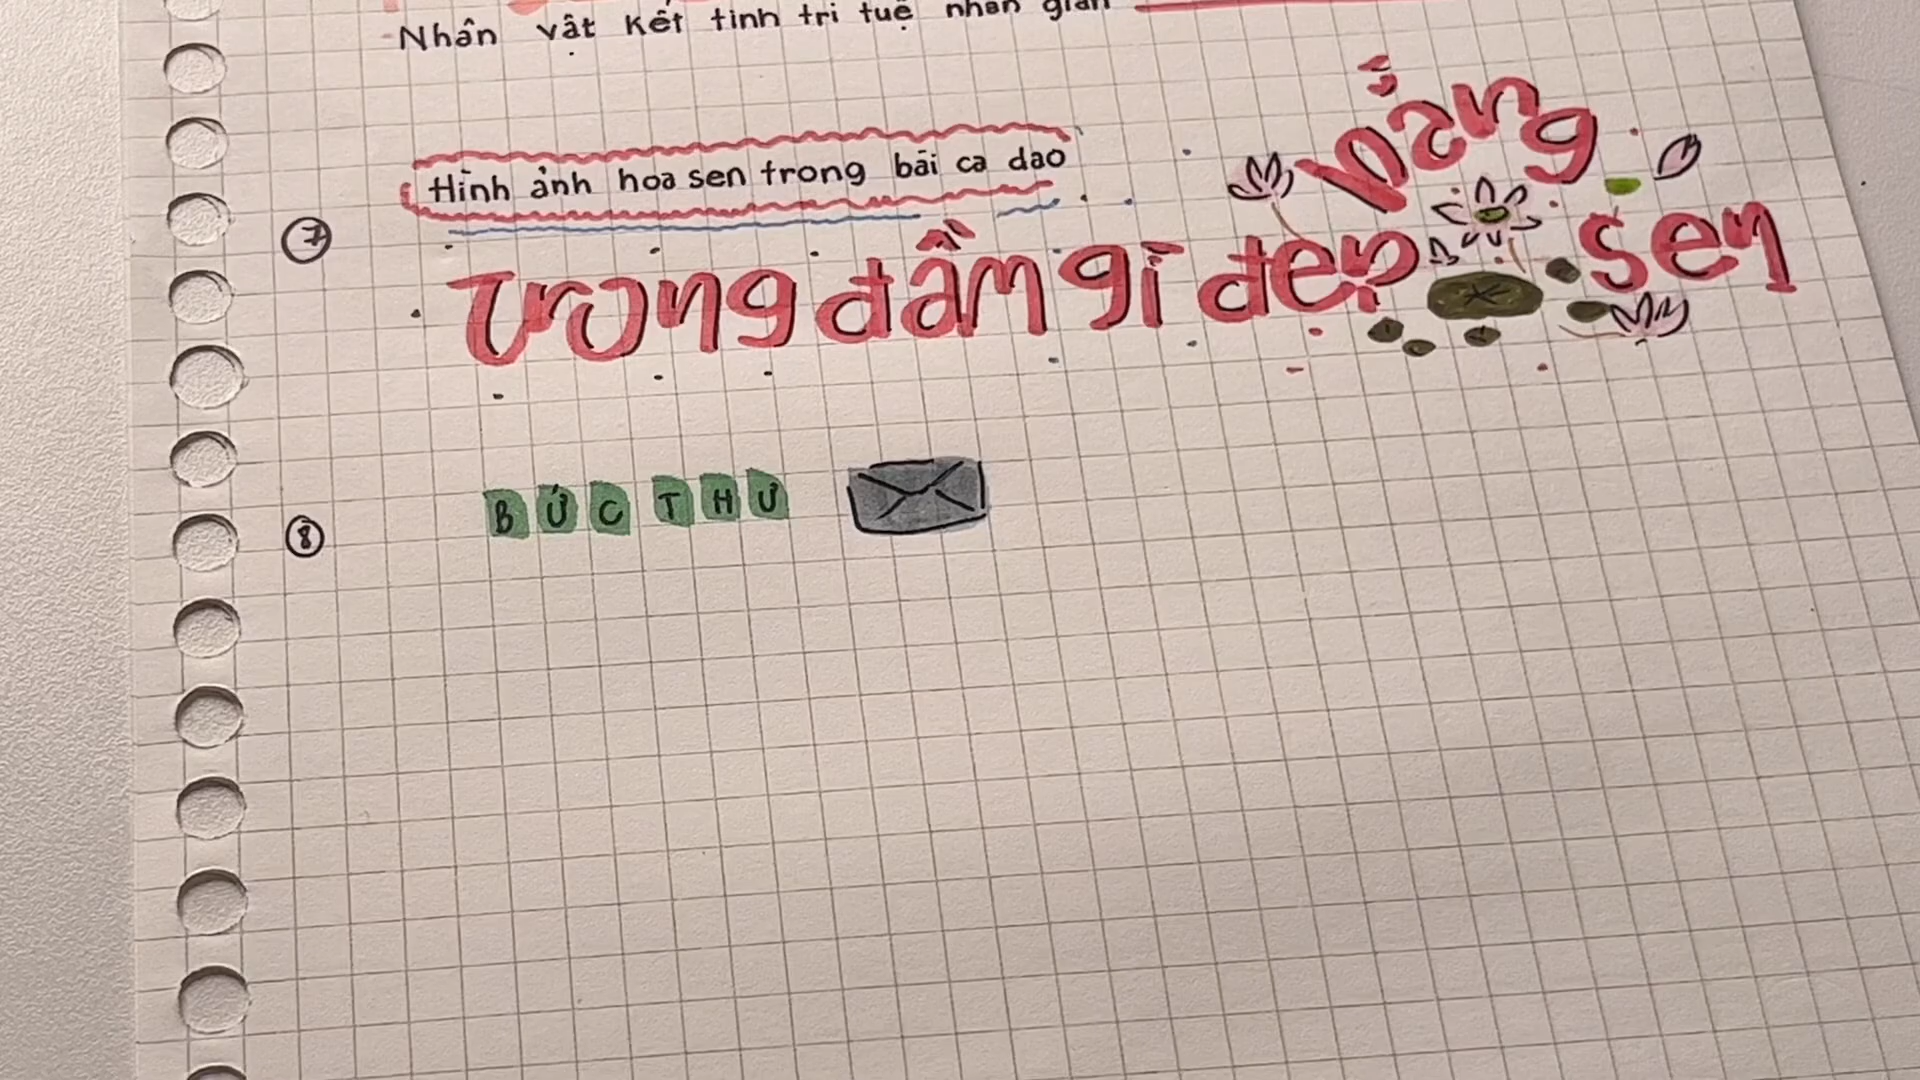 Nhân vật kết tinh trí tuệ nhân gian
Hình ảnh hoa sen trong bài ca dao
⑦ Trong đầm gì đẹp bằng sen
⑧ BỨC THƯ